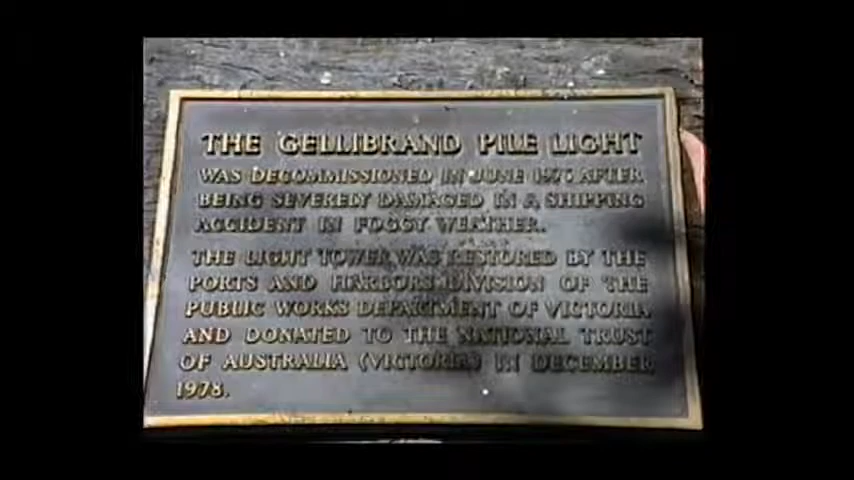 THE GELLIBRAND PILE LIGHT
WAS DECOMMISSIONED IN JUNE 1976 AFTER
BEING SEVERELY DAMAGED IN A SHIPPING
ACCIDENT IN FOGGY WEATHER.
THE LIGHT TOWER WAS RESTORED BY THE
PORTS AND HARBORS DIVISION OF THE
PUBLIC WORKS DEPARTMENT OF VICTORIA
AND DONATED TO THE NATIONAL TRUST
OF AUSTRALIA (VICTORIA) IN DECEMBER
1978.